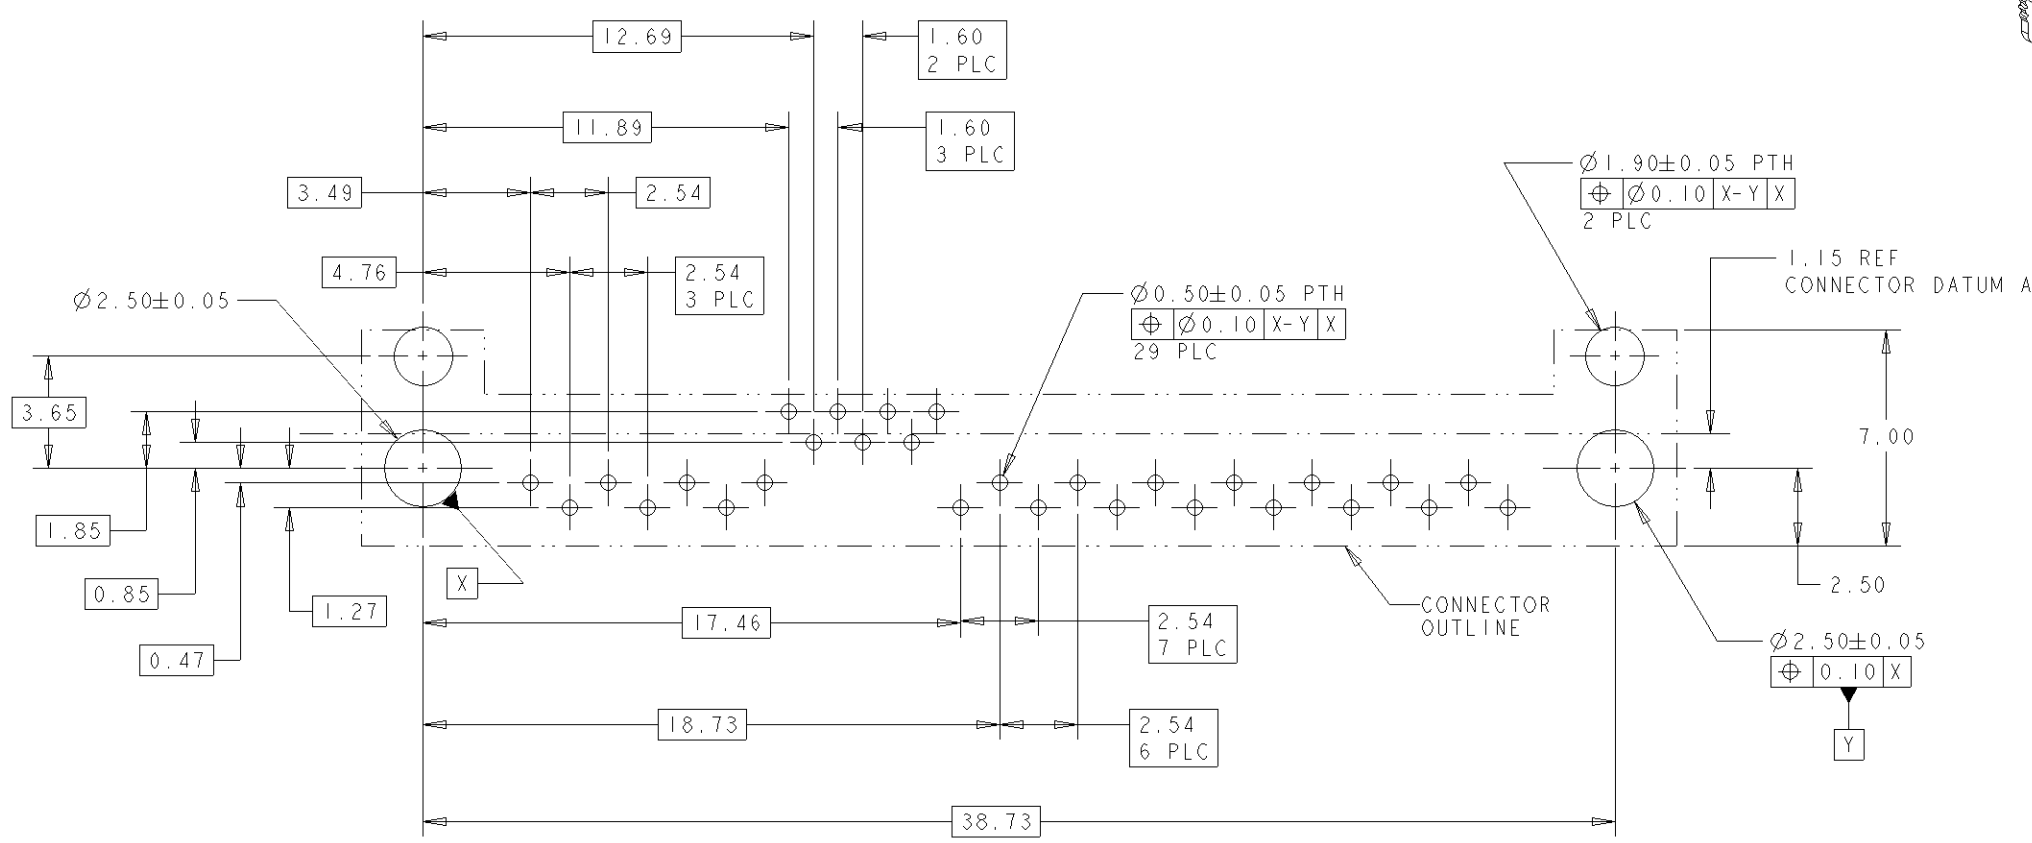 12.69
1.60
2 PLC
11.89
1.60
3 PLC
3.49
2.54
Ø1.90±0.05 PTH
⌖ Ø0.10 X-Y X
2 PLC
4.76
2.54
3 PLC
1.15 REF
CONNECTOR DATUM A
Ø2.50±0.05
Ø0.50±0.05 PTH
⌖ Ø0.10 X-Y X
29 PLC
3.65
7.00
1.85
0.85
X
1.27
2.50
17.46
2.54
7 PLC
CONNECTOR
OUTLINE
0.47
Ø2.50±0.05
⌖ 0.10 X
18.73
2.54
6 PLC
Y
38.73